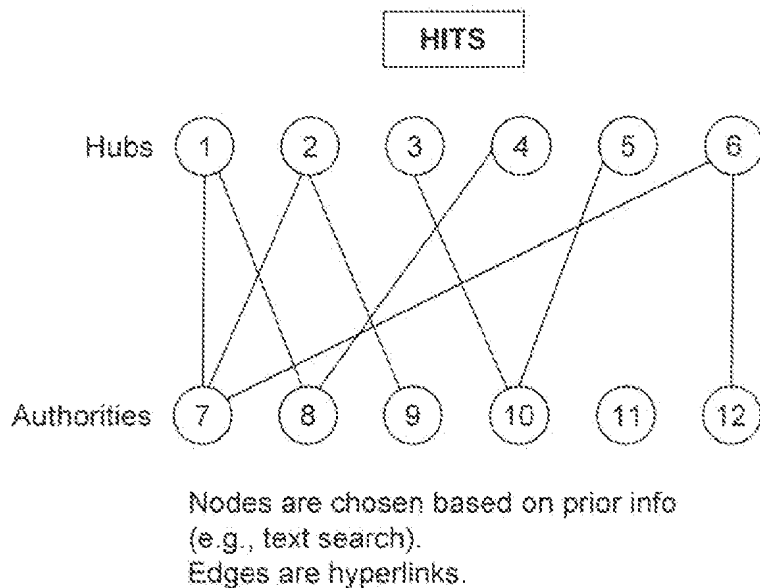 HITS
Hubs 1 2 3 4 5 6
Authorities 7 8 9 10 11 12
Nodes are chosen based on prior info
(e.g., text search).
Edges are hyperlinks.